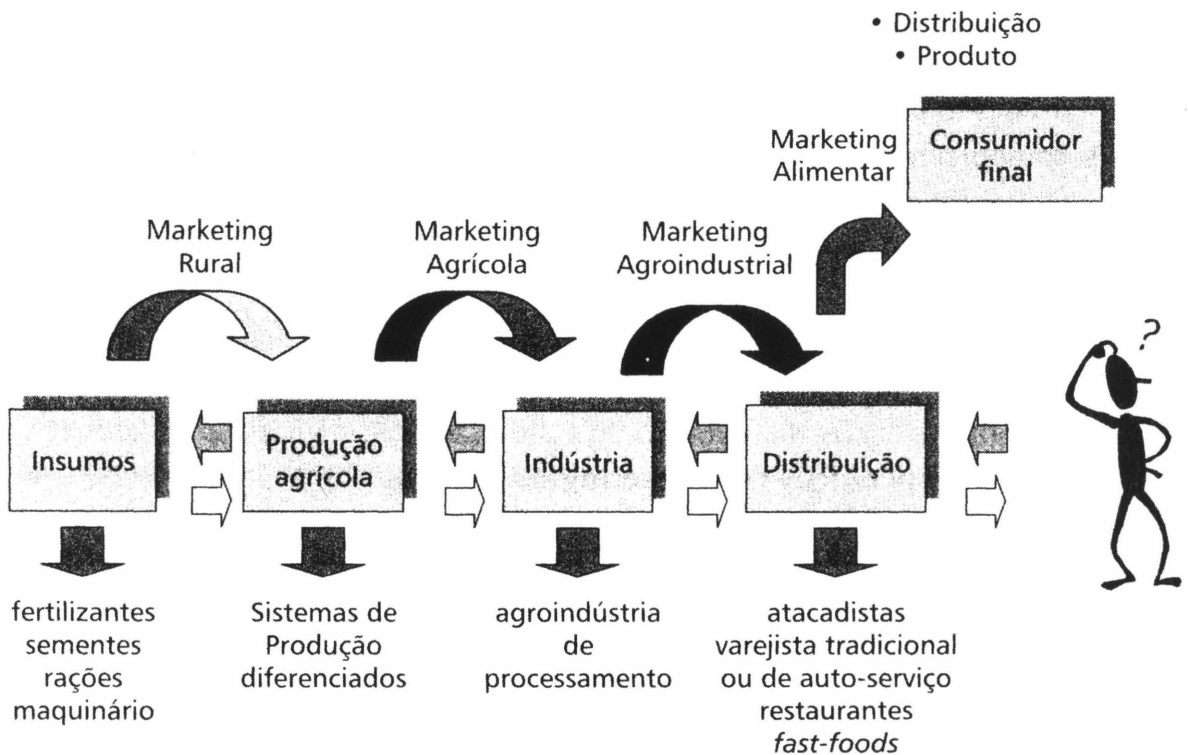 • Distribuição
• Produto
Marketing
Alimentar
Consumidor
final
Marketing
Rural
Marketing
Agrícola
Marketing
Agroindustrial
?
Insumos
Produção
agrícola
Indústria
Distribuição
fertilizantes
sementes
rações
maquinário
Sistemas de
Produção
diferenciados
agroindústria
de
processamento
atacadistas
varejista tradicional
ou de auto-serviço
restaurantes
fast-foods